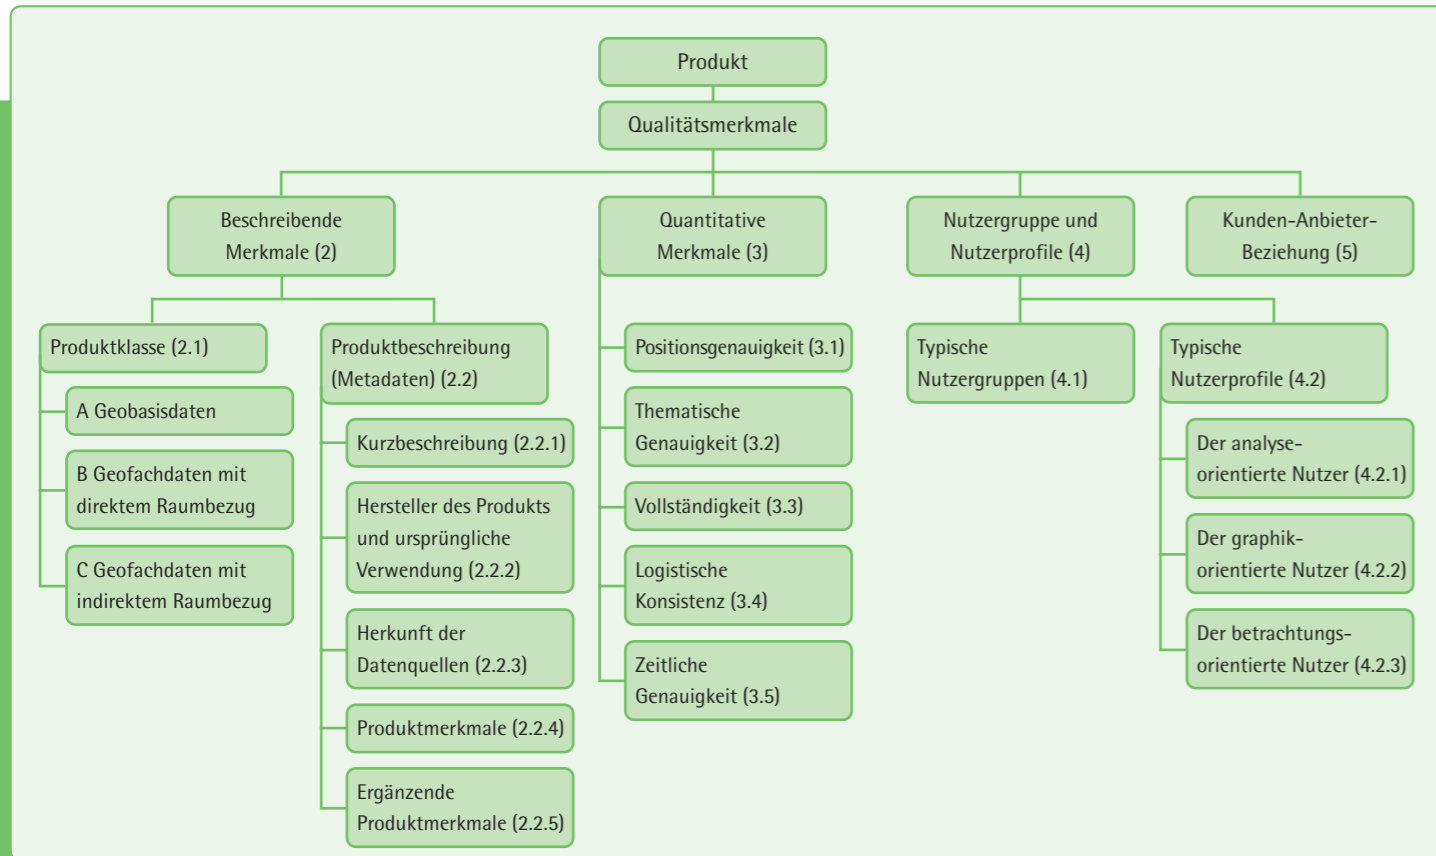 Produkt
Qualitätsmerkmale
Beschreibende
Merkmale (2)
Quantitative
Merkmale (3)
Nutzergruppe und
Nutzerprofile (4)
Kunden-Anbieter-
Beziehung (5)
Produktklasse (2.1)
A Geobasisdaten
B Geofachdaten mit
direktem Raumbezug
C Geofachdaten mit
indirektem Raumbezug
Produktbeschreibung
(Metadaten) (2.2)
Kurzbeschreibung (2.2.1)
Hersteller des Produkts
und ursprüngliche
Verwendung (2.2.2)
Herkunft der
Datenquellen (2.2.3)
Produktmerkmale (2.2.4)
Ergänzende
Produktmerkmale (2.2.5)
Positionsgenauigkeit (3.1)
Thematische
Genauigkeit (3.2)
Vollständigkeit (3.3)
Logistische
Konsistenz (3.4)
Zeitliche
Genauigkeit (3.5)
Typische
Nutzergruppen (4.1)
Typische
Nutzerprofile (4.2)
Der analyse-
orientierte Nutzer (4.2.1)
Der graphik-
orientierte Nutzer (4.2.2)
Der betrachtungs-
orientierte Nutzer (4.2.3)